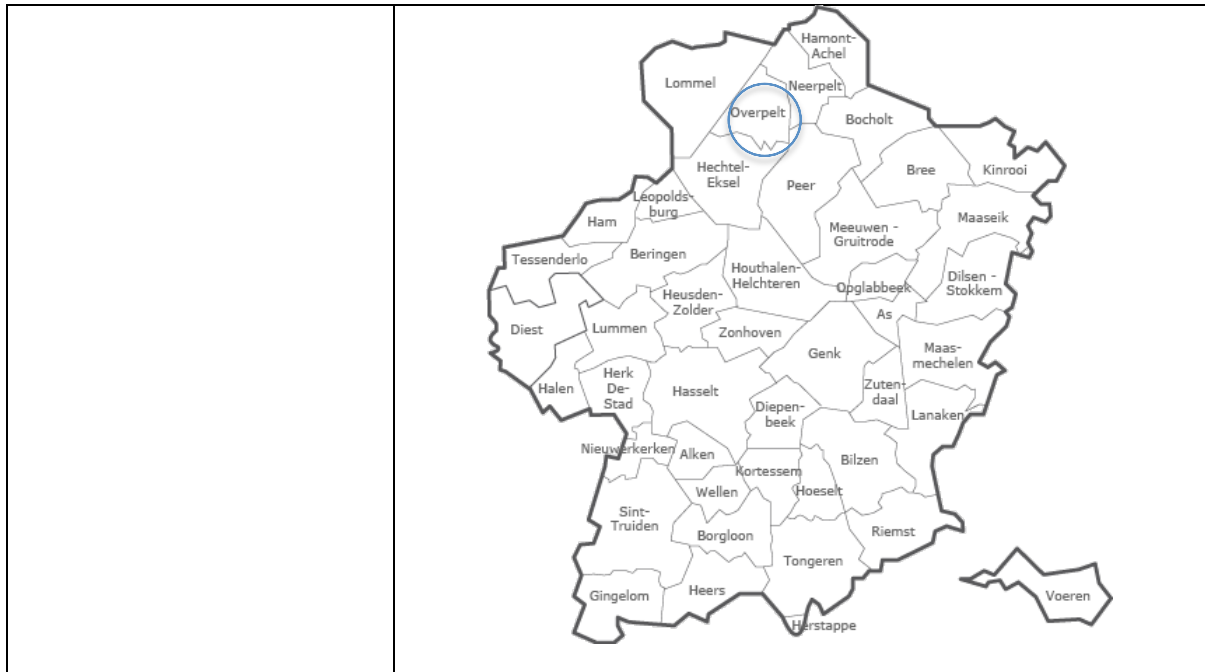 Hamont-
Achel
Lommel
Neerpelt
Overpelt
Bocholt
Hechtel-
Eksel
Peer
Bree
Kinrooi
Leopolds-
burg
Ham
Maaseik
Meeuwen -
Gruitrode
Tessenderlo
Beringen
Houthalen-
Helchteren
Opglabbeek
Dilsen -
Stokkem
Heusden-
Zolder
As
Diest
Lummen
Zonhoven
Genk
Maas-
mechelen
Halen
Herk
De-
Stad
Hasselt
Zuten-
daal
Diepen-
beek
Lanaken
Nieuwerkerken
Alken
Kortessem
Bilzen
Wellen
Hoeselt
Sint-
Truiden
Borgloon
Riemst
Tongeren
Gingelom
Heers
Voeren
Herstappe